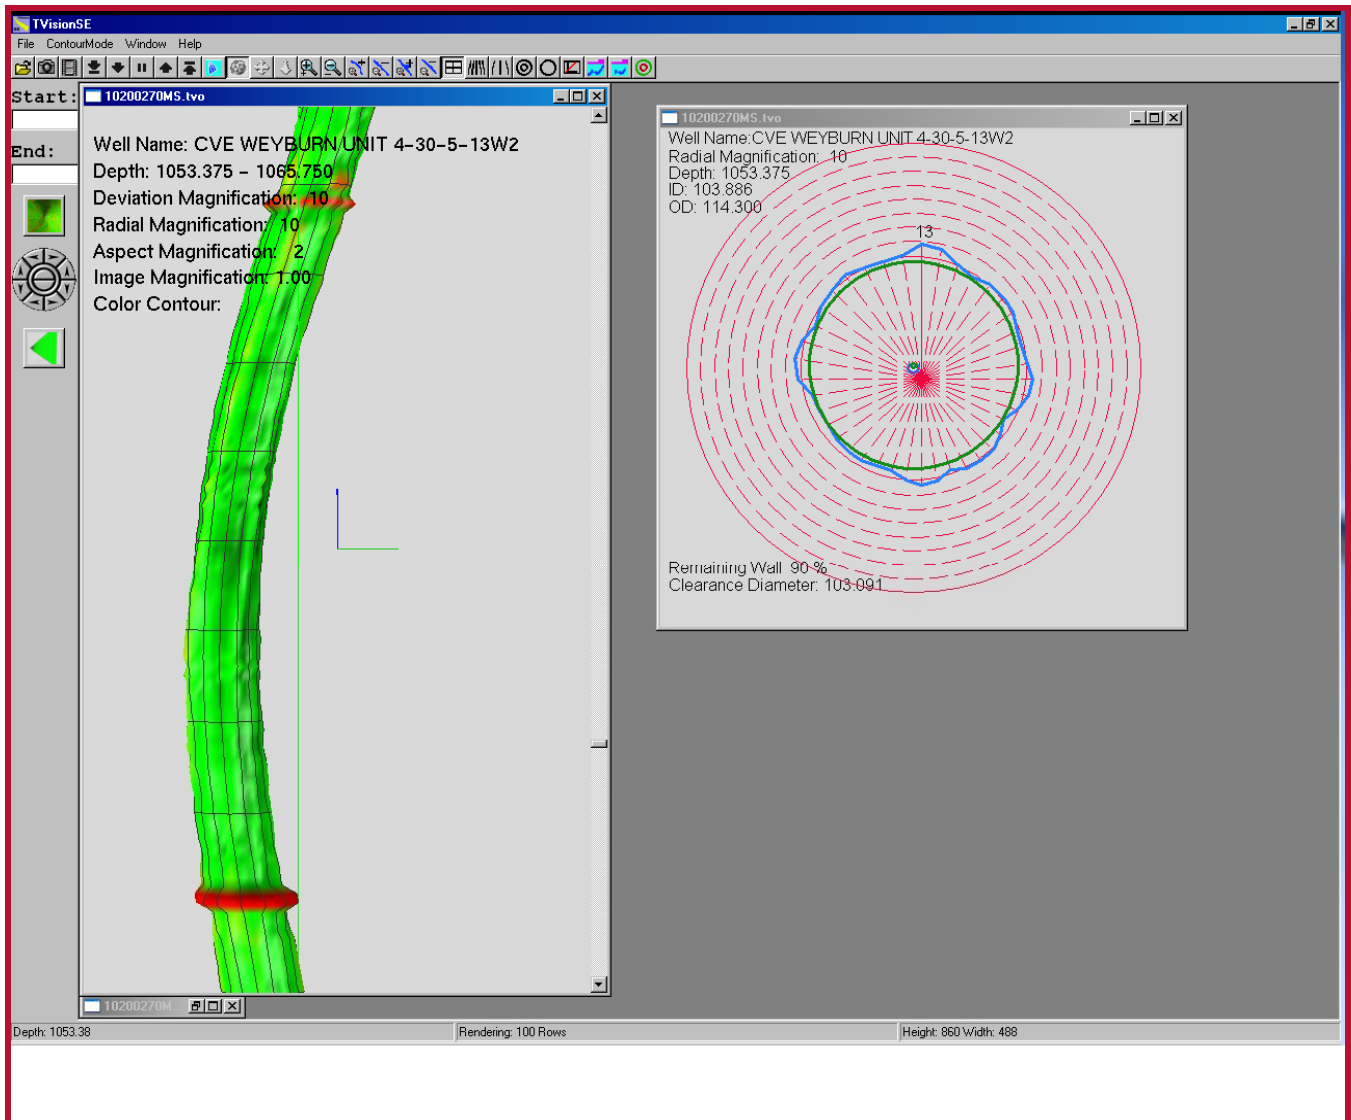 TVisionSE
File ContourMode Window Help
Start:
End:
10200270MS.tvo
Well Name: CVE WEYBURN UNIT 4-30-5-13W2
Depth: 1053.375 - 1065.750
Deviation Magnification: 10
Radial Magnification: 10
Aspect Magnification: 2
Image Magnification: 1.00
Color Contour:
10200270MS.tvo
Well Name:CVE WEYBURN UNIT 4-30-5-13W2
Radial Magnification: 10
Depth: 1053.375
ID: 103.886
OD: 114.300
13
Remaining Wall 90 %
Clearance Diameter: 103.091
10200270M...
Depth: 1053.38
Rendering: 100 Rows
Height: 860 Width: 488